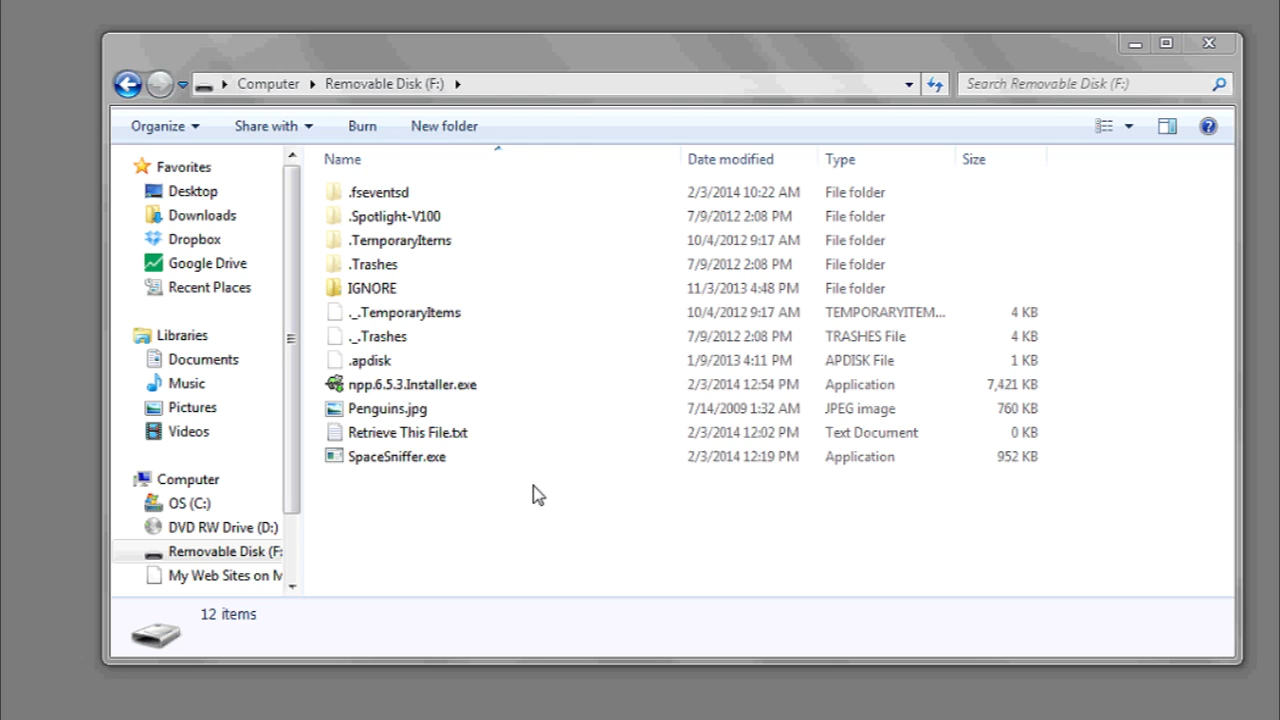 Computer Removable Disk (F:) Search Removable Disk (F:)
Organize Share with Burn New folder
Favorites
Desktop
Downloads
Dropbox
Google Drive
Recent Places
Libraries
Documents
Music
Pictures
Videos
Computer
OS (C:)
DVD RW Drive (D:)
Removable Disk (F:
My Web Sites on M
Name Date modified Type Size
.fseventsd 2/3/2014 10:22 AM File folder
.Spotlight-V100 7/9/2012 2:08 PM File folder
.TemporaryItems 10/4/2012 9:17 AM File folder
.Trashes 7/9/2012 2:08 PM File folder
IGNORE 11/3/2013 4:48 PM File folder
._.TemporaryItems 10/4/2012 9:17 AM TEMPORARYITEM... 4 KB
._.Trashes 7/9/2012 2:08 PM TRASHES File 4 KB
.apdisk 1/9/2013 4:11 PM APDISK File 1 KB
npp.6.5.3.Installer.exe 2/3/2014 12:54 PM Application 7,421 KB
Penguins.jpg 7/14/2009 1:32 AM JPEG image 760 KB
Retrieve This File.txt 2/3/2014 12:02 PM Text Document 0 KB
SpaceSniffer.exe 2/3/2014 12:19 PM Application 952 KB
12 items